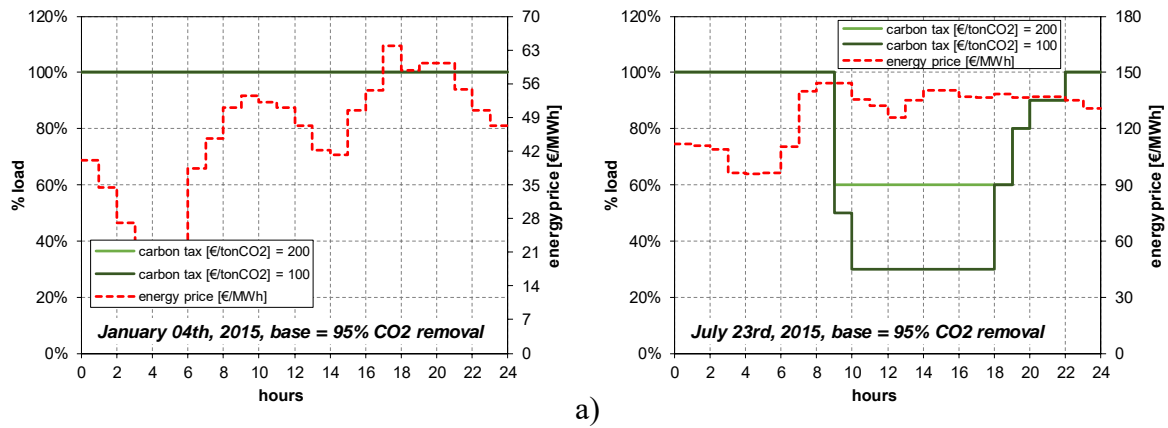 120%
100%
80%
60%
40%
20%
0%
% load
70
63
56
49
42
35
28
21
14
7
0
energy price [€/MWh]
carbon tax [€/tonCO2] = 200
carbon tax [€/tonCO2] = 100
energy price [€/MWh]
January 04th, 2015, base = 95% CO2 removal
0 2 4 6 8 10 12 14 16 18 20 22 24
hours
a)
120%
100%
80%
60%
40%
20%
0%
% load
180
150
120
90
60
30
0
energy price [€/MWh]
carbon tax [€/tonCO2] = 200
carbon tax [€/tonCO2] = 100
energy price [€/MWh]
July 23rd, 2015, base = 95% CO2 removal
0 2 4 6 8 10 12 14 16 18 20 22 24
hours